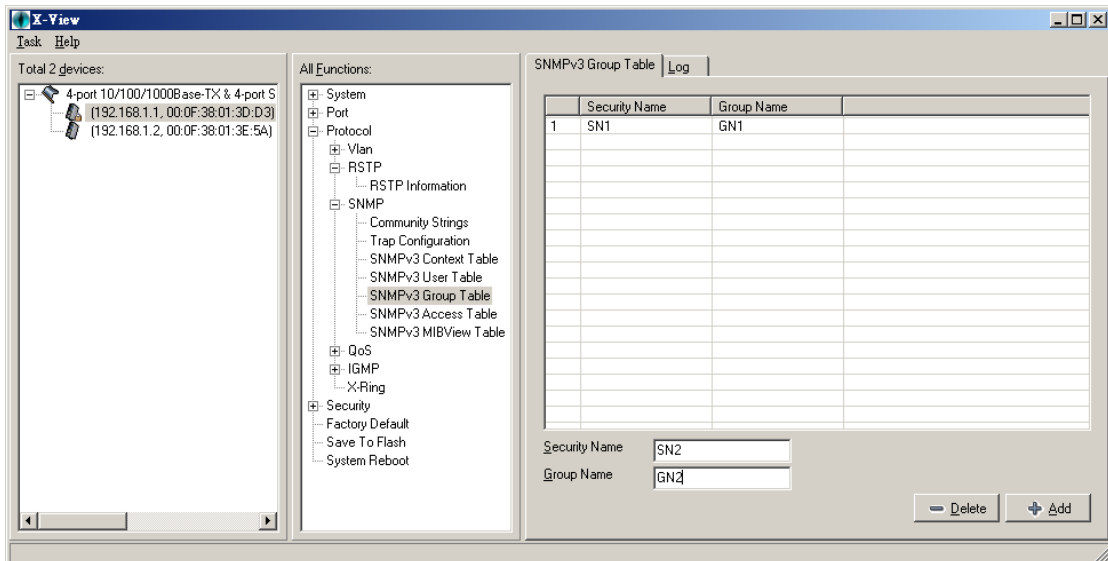 X-View
Task Help
Total 2 devices:
4-port 10/100/1000Base-TX & 4-port S
(192.168.1.1, 00:0F:38:01:3D:D3)
(192.168.1.2, 00:0F:38:01:3E:5A)
All Functions:
System
Port
Protocol
Vlan
RSTP
RSTP Information
SNMP
Community Strings
Trap Configuration
SNMPv3 Context Table
SNMPv3 User Table
SNMPv3 Group Table
SNMPv3 Access Table
SNMPv3 MIBView Table
QoS
IGMP
X-Ring
Security
Factory Default
Save To Flash
System Reboot
SNMPv3 Group Table Log
Security Name Group Name
1 SN1 GN1
Security Name SN2
Group Name GN2
Delete Add